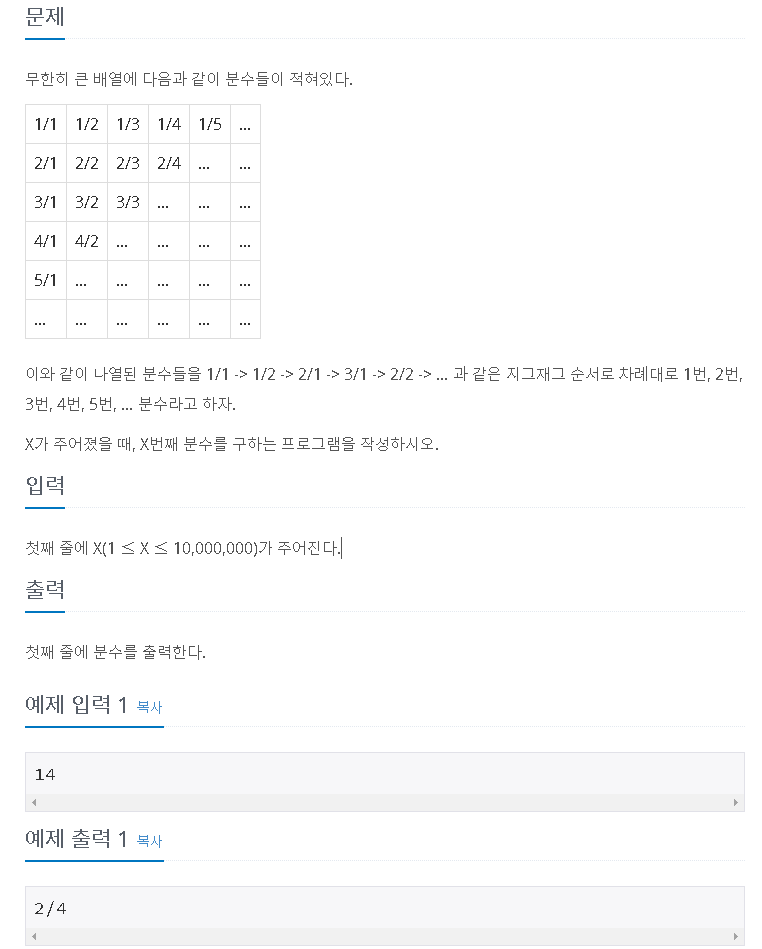 문제
무한히 큰 배열에 다음과 같이 분수들이 적혀있다.
1/1 1/2 1/3 1/4 1/5 ...
2/1 2/2 2/3 2/4 ... ...
3/1 3/2 3/3 ... ... ...
4/1 4/2 ... ... ... ...
5/1 ... ... ... ... ...
... ... ... ... ... ...
이와 같이 나열된 분수들을 1/1 -> 1/2 -> 2/1 -> 3/1 -> 2/2 -> ... 과 같은 지그재그 순서로 차례대로 1번, 2번,
3번, 4번, 5번, ... 분수라고 하자.
X가 주어졌을 때, X번째 분수를 구하는 프로그램을 작성하시오.
입력
첫째 줄에 X(1 ≤ X ≤ 10,000,000)가 주어진다.
출력
첫째 줄에 분수를 출력한다.
예제 입력 1 복사
14
예제 출력 1 복사
2/4